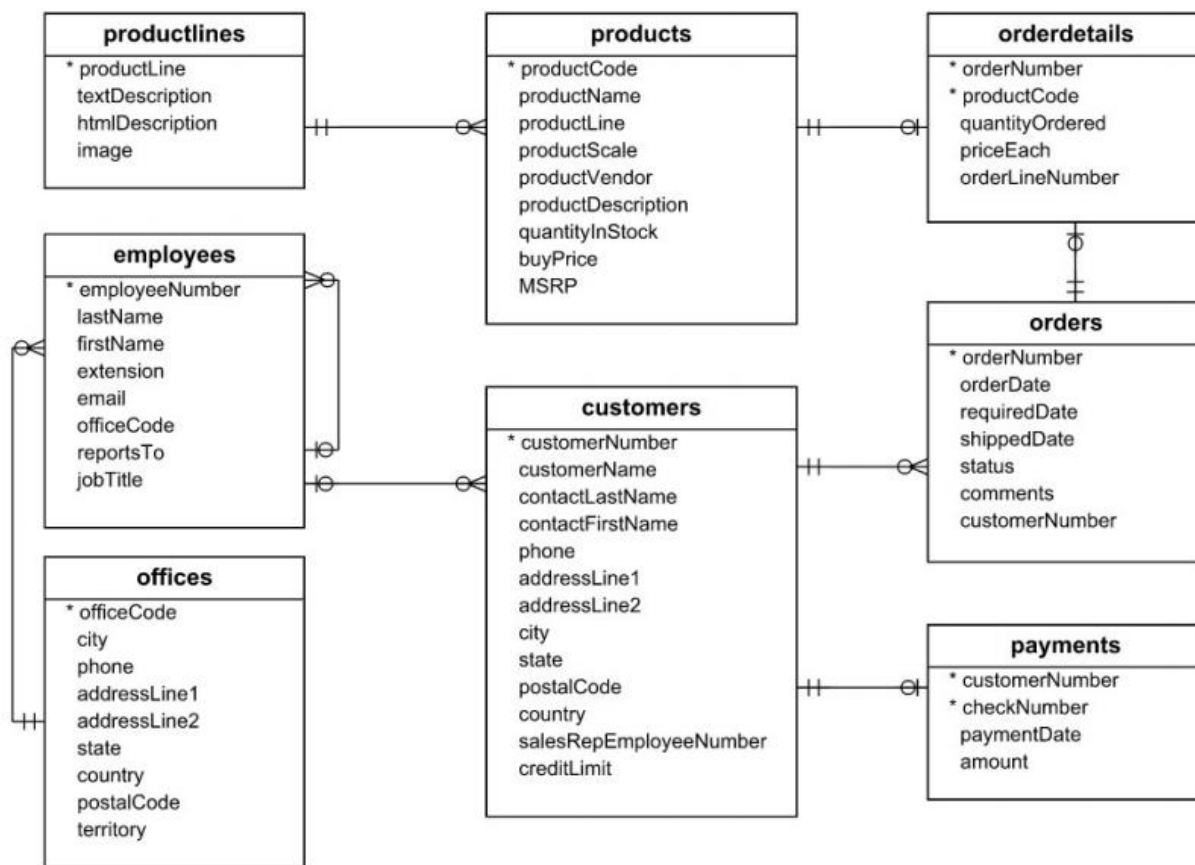 productlines
* productLine
textDescription
htmlDescription
image
products
* productCode
productName
productLine
productScale
productVendor
productDescription
quantityInStock
buyPrice
MSRP
orderdetails
* orderNumber
* productCode
quantityOrdered
priceEach
orderLineNumber
employees
* employeeNumber
lastName
firstName
extension
email
officeCode
reportsTo
jobTitle
customers
* customerNumber
customerName
contactLastName
contactFirstName
phone
addressLine1
addressLine2
city
state
postalCode
country
salesRepEmployeeNumber
creditLimit
orders
* orderNumber
orderDate
requiredDate
shippedDate
status
comments
customerNumber
offices
* officeCode
city
phone
addressLine1
addressLine2
state
country
postalCode
territory
payments
* customerNumber
* checkNumber
paymentDate
amount